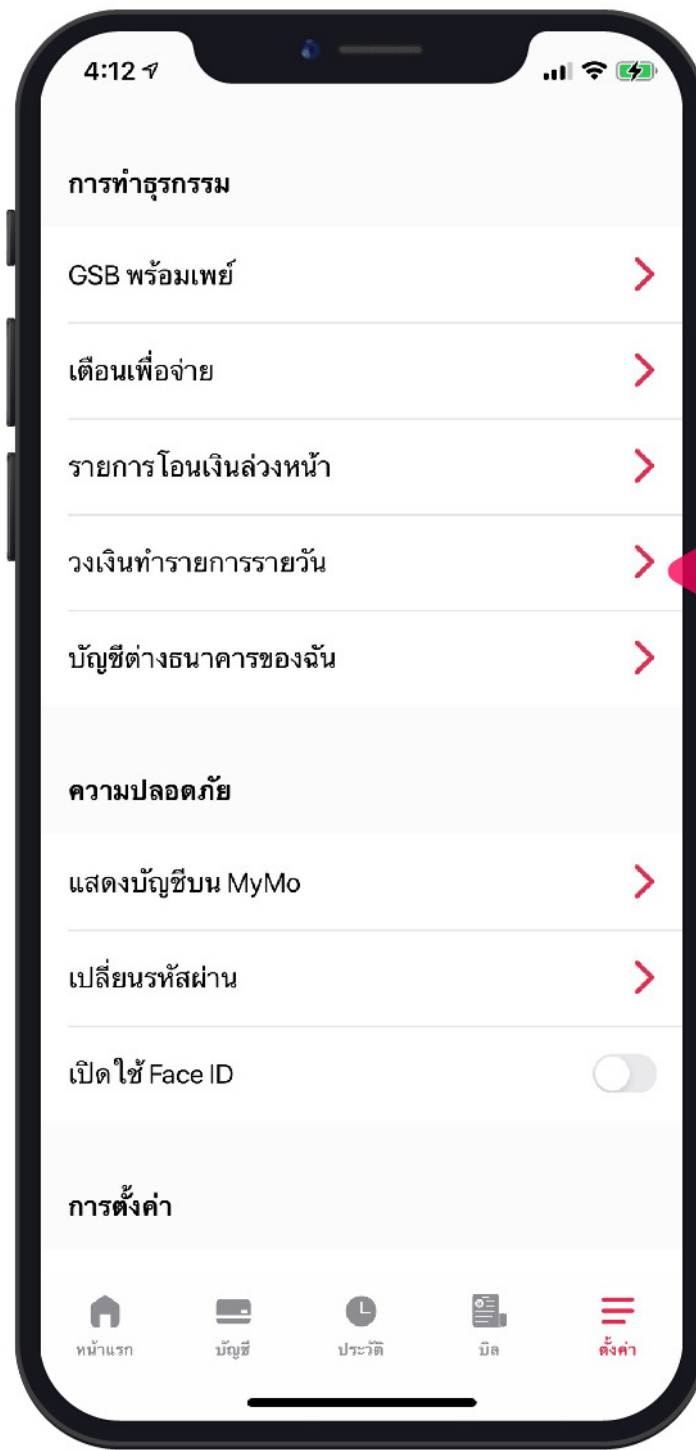 4:12
การทำธุรกรรม
GSB พร้อมเพย์
เตือนเพื่อจ่าย
รายการโอนเงินล่วงหน้า
วงเงินทำรายการรายวัน
บัญชีต่างธนาคารของฉัน
ความปลอดภัย
แสดงบัญชีบน MyMo
เปลี่ยนรหัสผ่าน
เปิดใช้ Face ID
การตั้งค่า
หน้าแรก บัญชี ประวัติ บิล ตั้งค่า